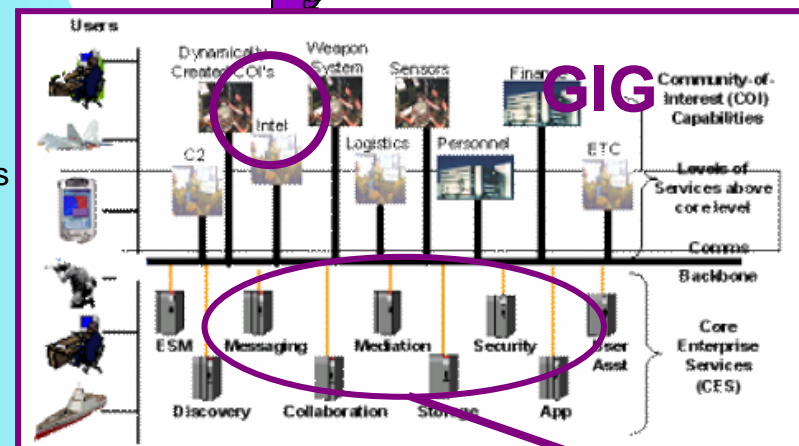 Users
Dynamically
Created COI's
Weapon
System
Sensors
Finance
GIG
Community-of-
Interest (COI)
Capabilities
Intel
C2
Logistics
Personnel
ETC
Levels of
Services above
core level
s
Comms
Backbone
ESM
Messaging
Mediation
Security
User
Asst
Core
Enterprise
Services
(CES)
Discovery
Collaboration
Storage
App